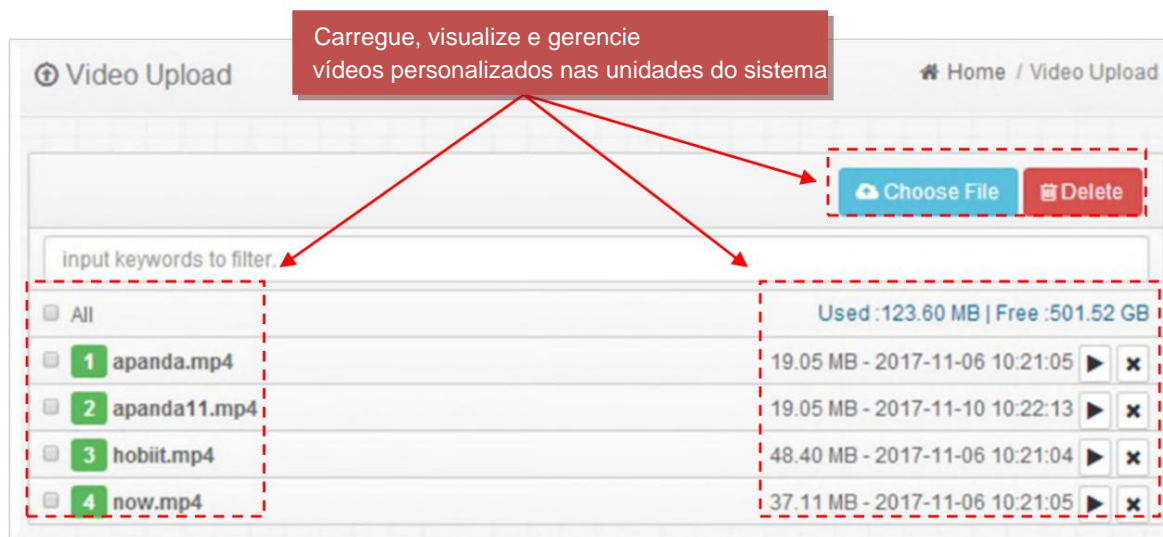 Carregue, visualize e gerencie
vídeos personalizados nas unidades do sistema
Video Upload
Home / Video Upload
Choose File
Delete
input keywords to filter.
All
Used :123.60 MB | Free :501.52 GB
1 apanda.mp4
19.05 MB - 2017-11-06 10:21:05
2 apanda11.mp4
19.05 MB - 2017-11-10 10:22:13
3 hobiit.mp4
48.40 MB - 2017-11-06 10:21:04
4 now.mp4
37.11 MB - 2017-11-06 10:21:05